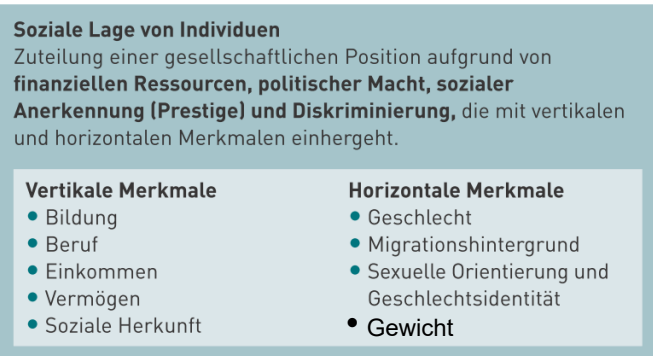 Soziale Lage von Individuen
Zuteilung einer gesellschaftlichen Position aufgrund von
finanziellen Ressourcen, politischer Macht, sozialer
Anerkennung (Prestige) und Diskriminierung, die mit vertikalen
und horizontalen Merkmalen einhergeht.
Vertikale Merkmale
• Bildung
• Beruf
• Einkommen
• Vermögen
• Soziale Herkunft
Horizontale Merkmale
• Geschlecht
• Migrationshintergrund
• Sexuelle Orientierung und
Geschlechtsidentität
• Gewicht